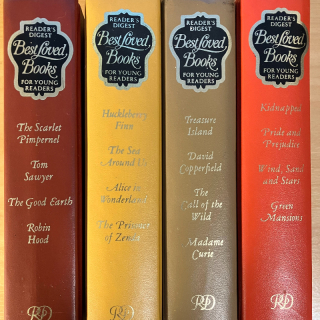 READER'S
DIGEST
Best Loved
Books
FOR YOUNG
READERS
The Scarlet
Pimpernel
Tom
Sawyer
The Good Earth
Robin
Hood
RD
READER'S
DIGEST
Best Loved
Books
FOR YOUNG
READERS
Huckleberry
Finn
The Sea
Around Us
Alice in
Wonderland
The Prisoner
of Zenda
RD
READER'S
DIGEST
Best Loved
Books
FOR YOUNG
READERS
Treasure
Island
David
Copperfield
The
Call of the
Wild
Madame
Curie
RD
READER'S
DIGEST
Best Loved
Books
FOR YOUNG
READERS
Kidnapped
Pride and
Prejudice
Wind, Sand
and Stars
Green
Mansions
RD